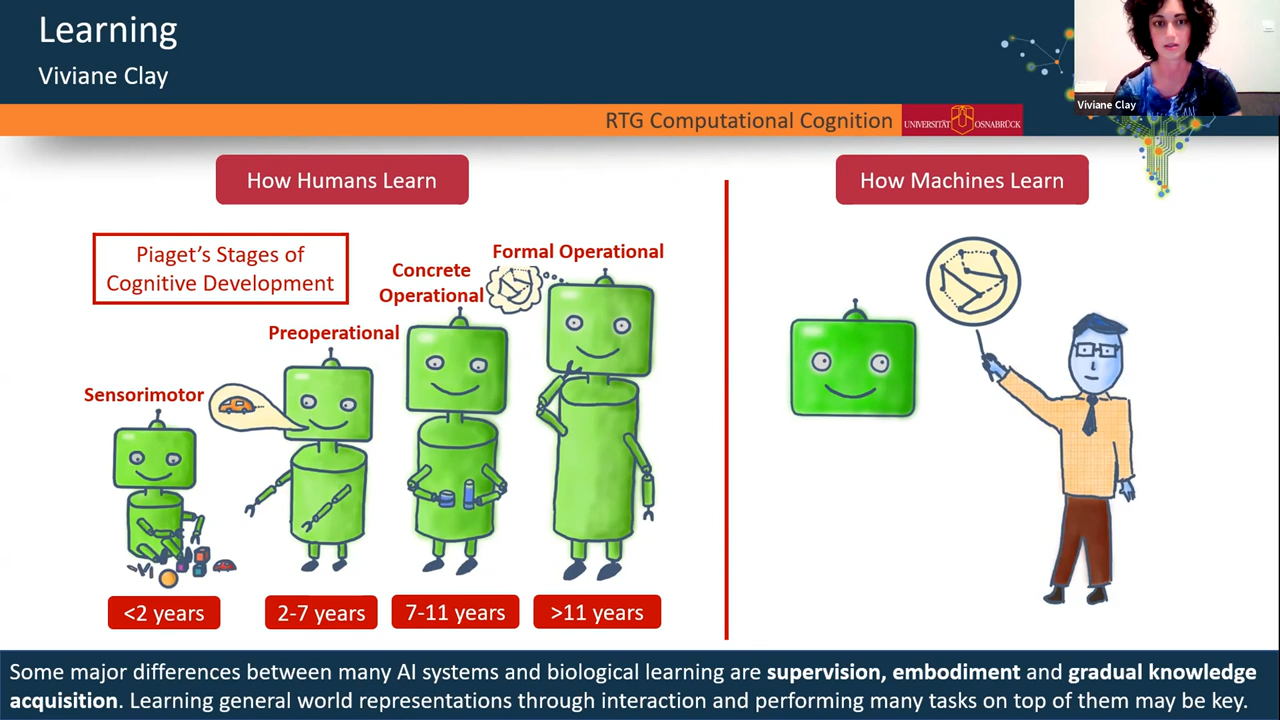 Learning
Viviane Clay
Viviane Clay
RTG Computational Cognition
UNIVERSITÄT OSNABRÜCK
How Humans Learn
How Machines Learn
Piaget's Stages of
Cognitive Development
Formal Operational
Concrete
Operational
Preoperational
Sensorimotor
<2 years
2-7 years
7-11 years
>11 years
Some major differences between many AI systems and biological learning are supervision, embodiment and gradual knowledge
acquisition. Learning general world representations through interaction and performing many tasks on top of them may be key.